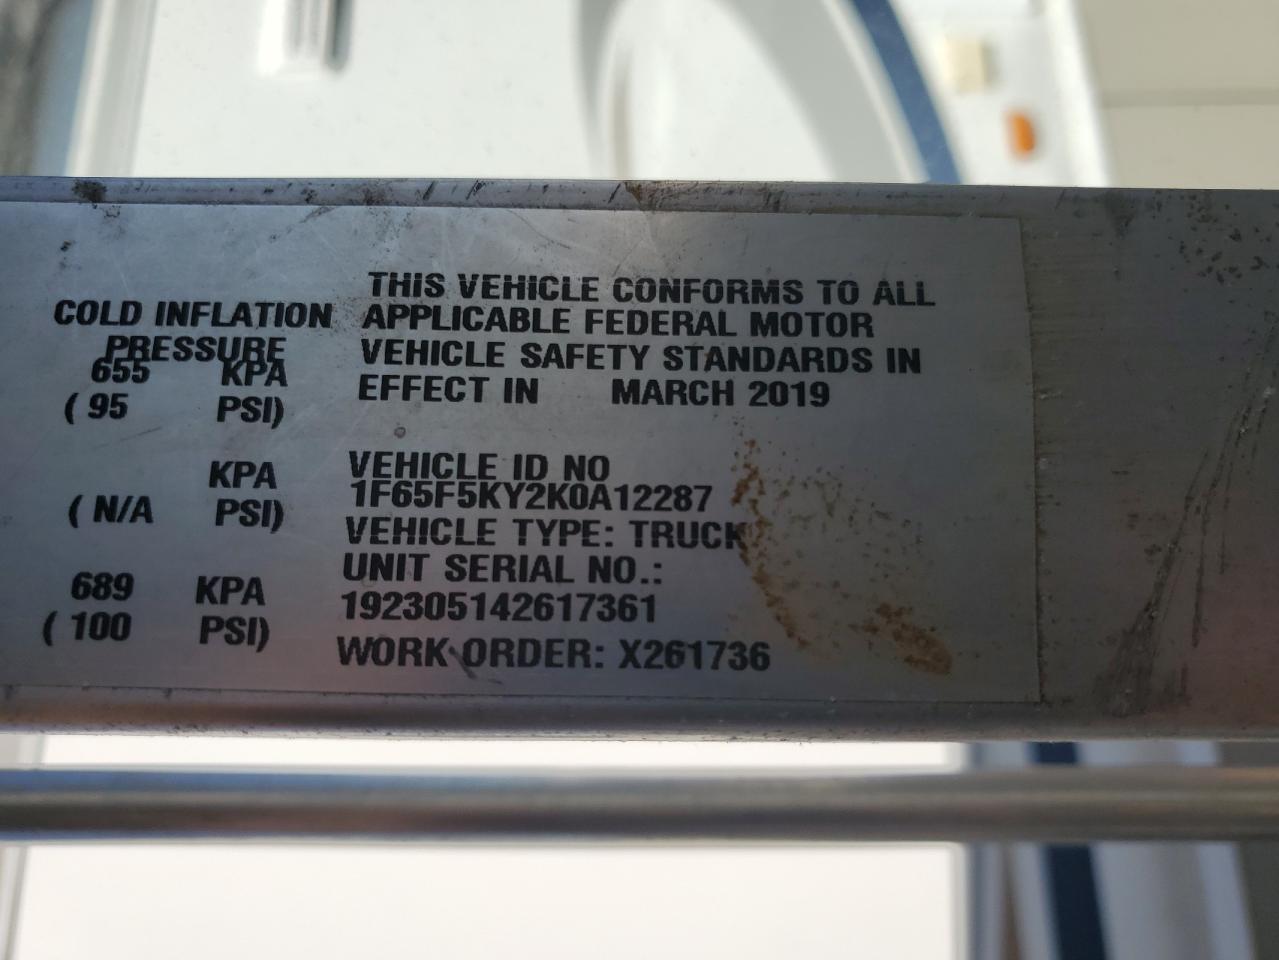 COLD INFLATION
PRESSURE
655 KPA
( 95 PSI)
KPA
( N/A PSI)
689 KPA
( 100 PSI)
THIS VEHICLE CONFORMS TO ALL
APPLICABLE FEDERAL MOTOR
VEHICLE SAFETY STANDARDS IN
EFFECT IN MARCH 2019
VEHICLE ID NO
1F65F5KY2K0A12287
VEHICLE TYPE: TRUCK
UNIT SERIAL NO.:
192305142617361
WORK ORDER: X261736